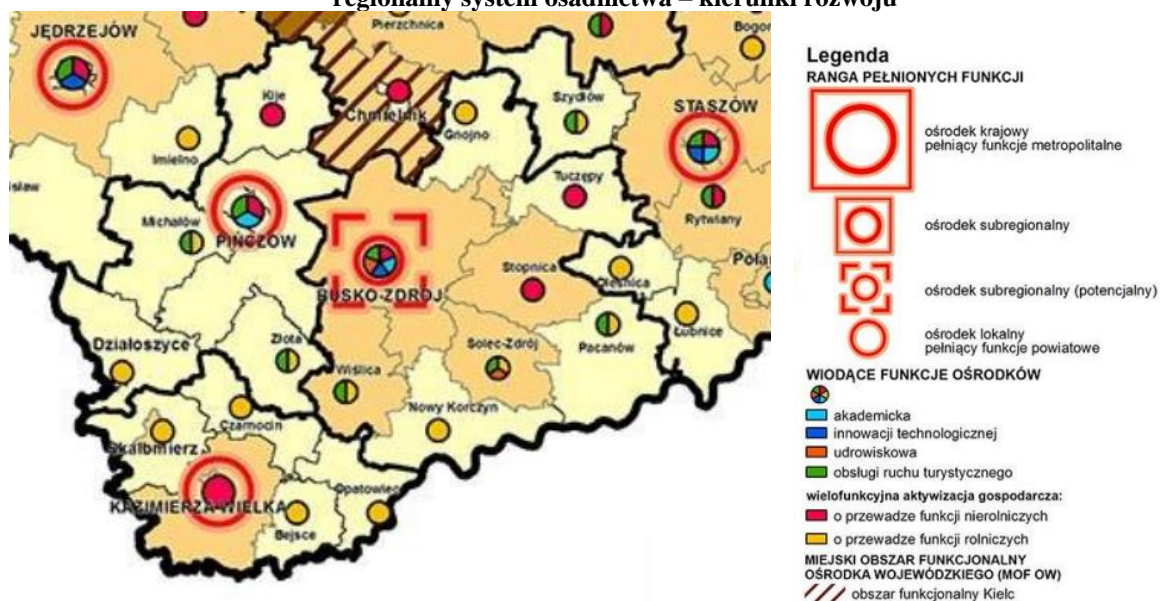 regionalny system osadnictwa – kierunki rozwoju
JĘDRZEJÓW
Pierzchnica
Kije
Chmielnik
Gnojno
Szydłów
STASZÓW
Imielno
Tuczępy
Rytwiany
Michałów
PIŃCZÓW
Stopnica
Oleśnica
BUSKO-ZDRÓJ
Łubnice
Działoszyce
Złota
Solec-Zdrój
Pacanów
Wiślica
Nowy Korczyn
Czarnocin
Skalbmierz
Opatowiec
KAZIMIERZA WIELKA
Bejsce
Legenda
RANGA PEŁNIONYCH FUNKCJI
ośrodek krajowy
pełniący funkcje metropolitalne
ośrodek subregionalny
ośrodek subregionalny (potencjalny)
ośrodek lokalny
pełniący funkcje powiatowe
WIODĄCE FUNKCJE OŚRODKÓW
akademicka
innowacji technologicznej
udrowiskowa
obsługi ruchu turystycznego
wielofunkcyjna aktywizacja gospodarcza:
o przewadze funkcji nierolniczych
o przewadze funkcji rolniczych
MIEJSKI OBSZAR FUNKCJONALNY
OŚRODKA WOJEWÓDZKIEGO (MOF OW)
obszar funkcjonalny Kielc